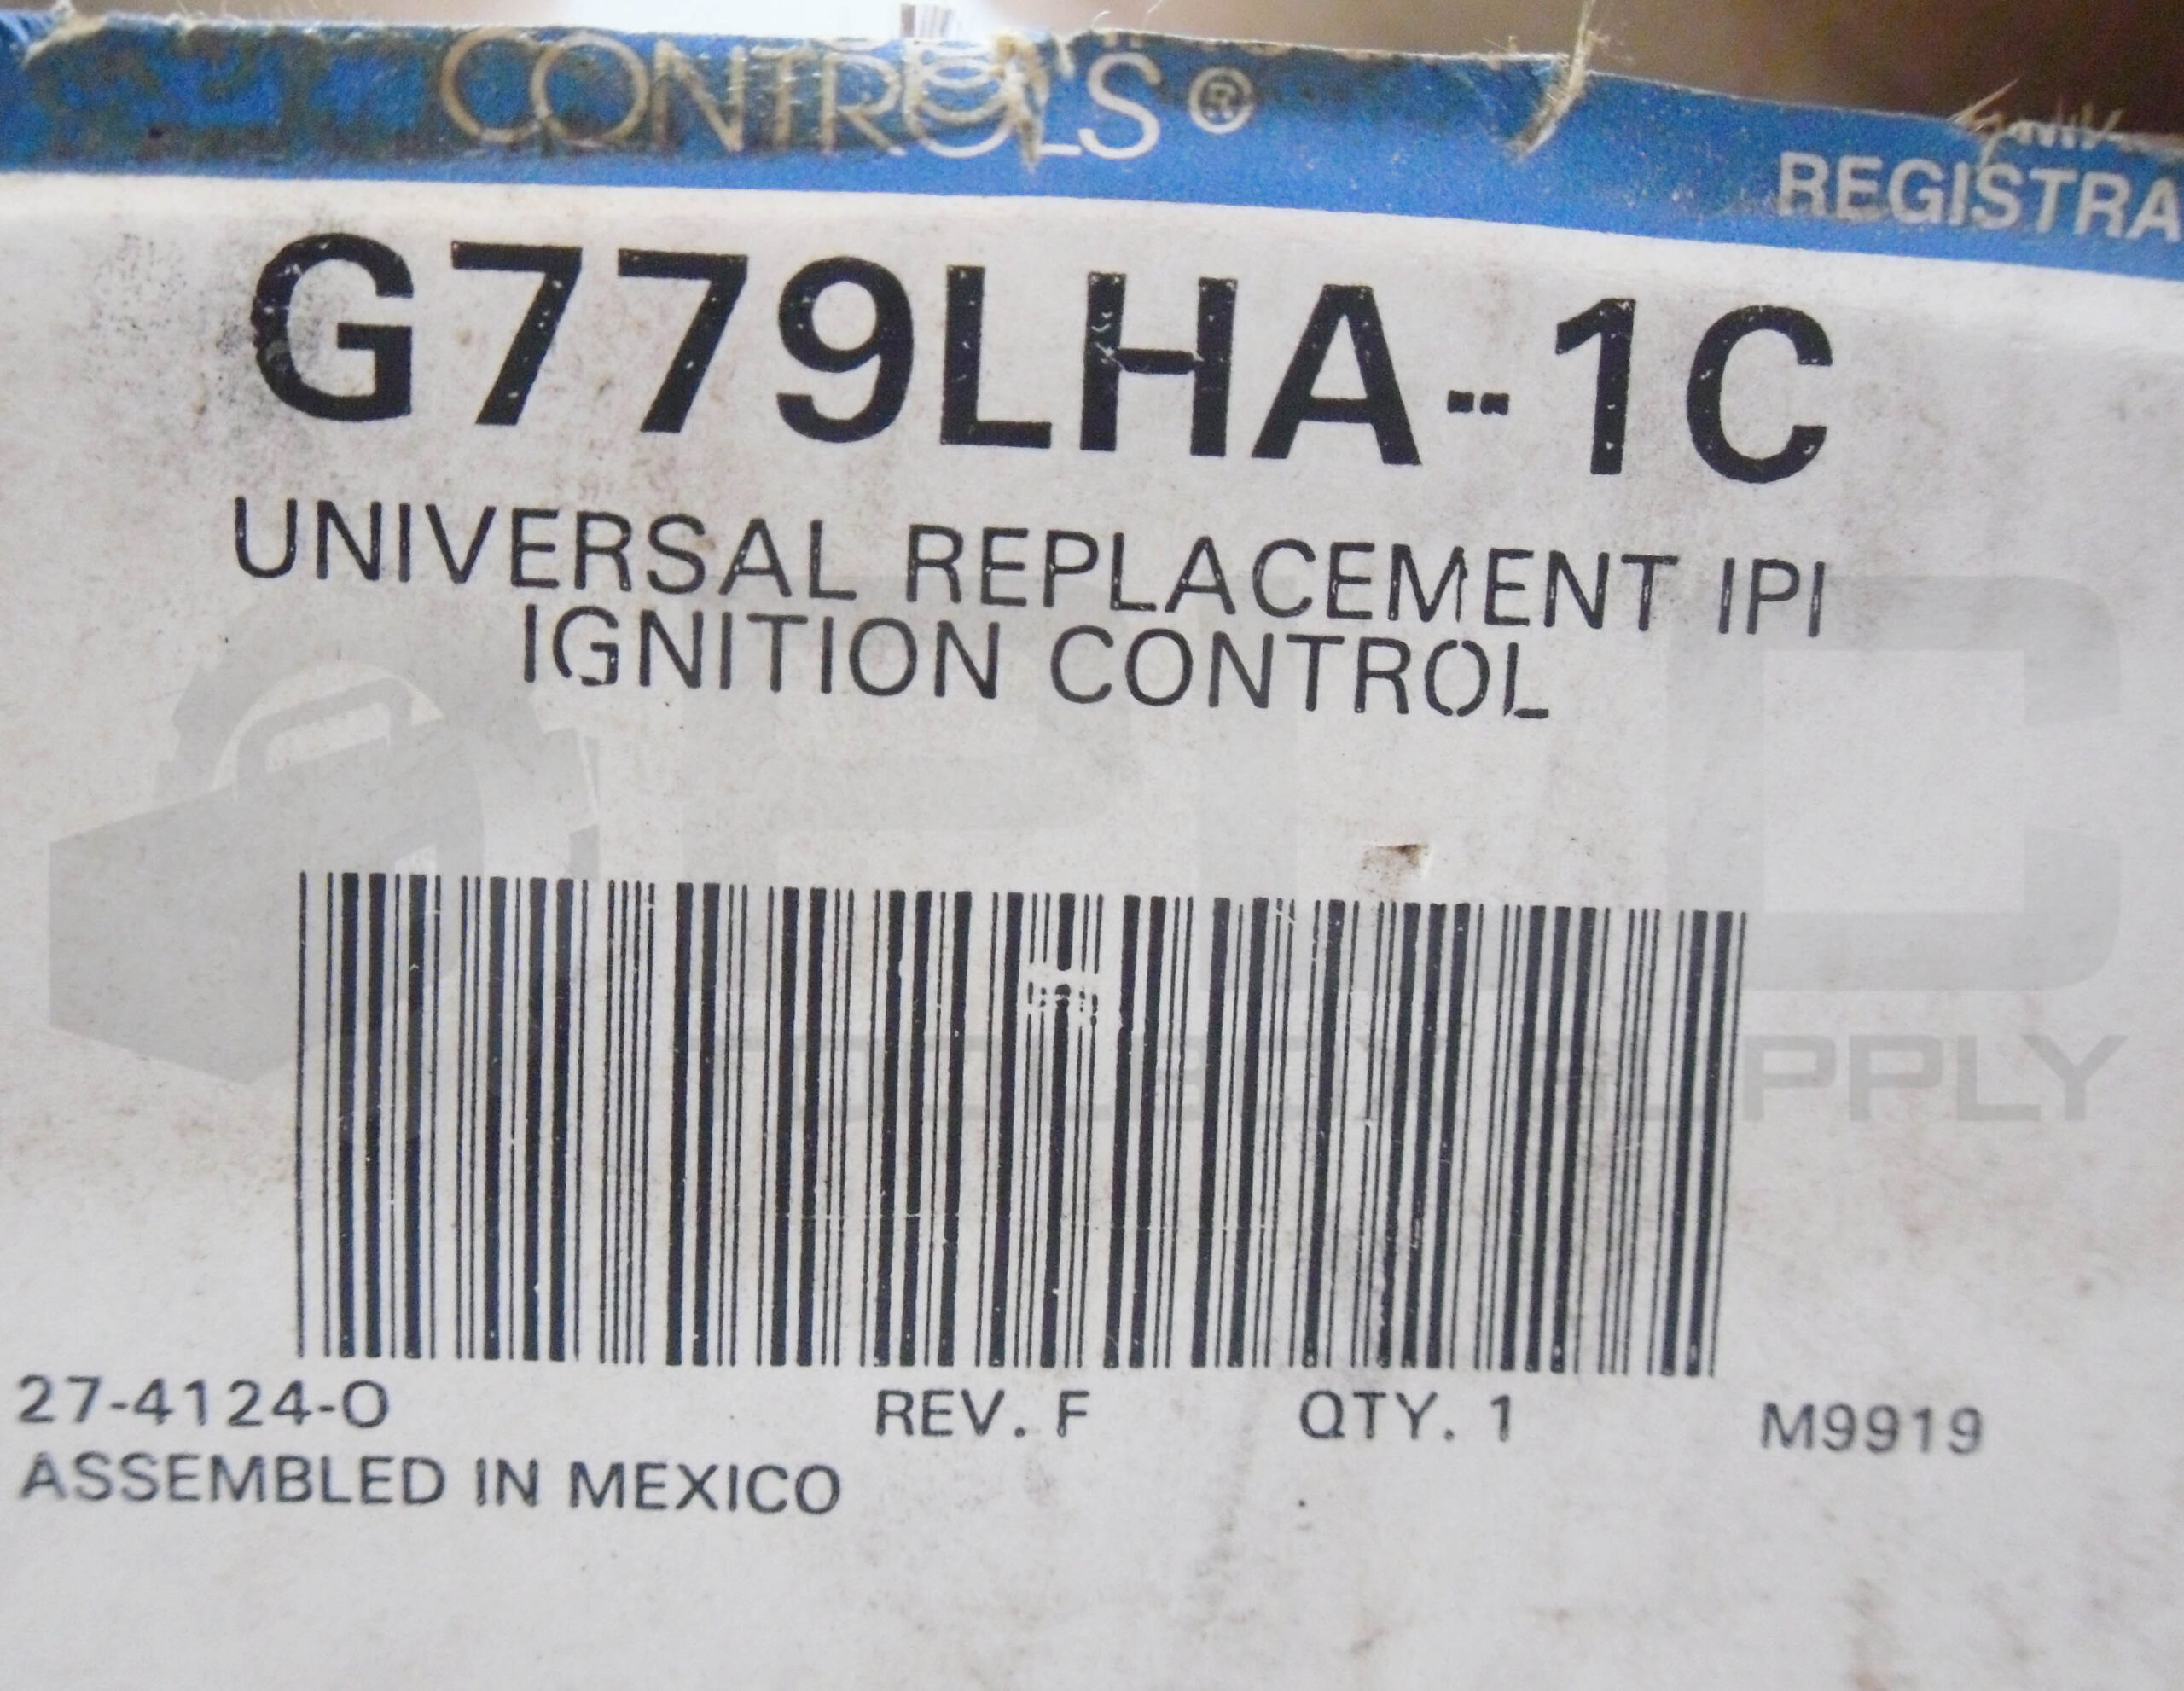 CONTROLS®
REGISTRA
G779LHA-1C
UNIVERSAL REPLACEMENT IPI
IGNITION CONTROL
SUPPLY
27-4124-0 REV. F QTY. 1 M9919
ASSEMBLED IN MEXICO